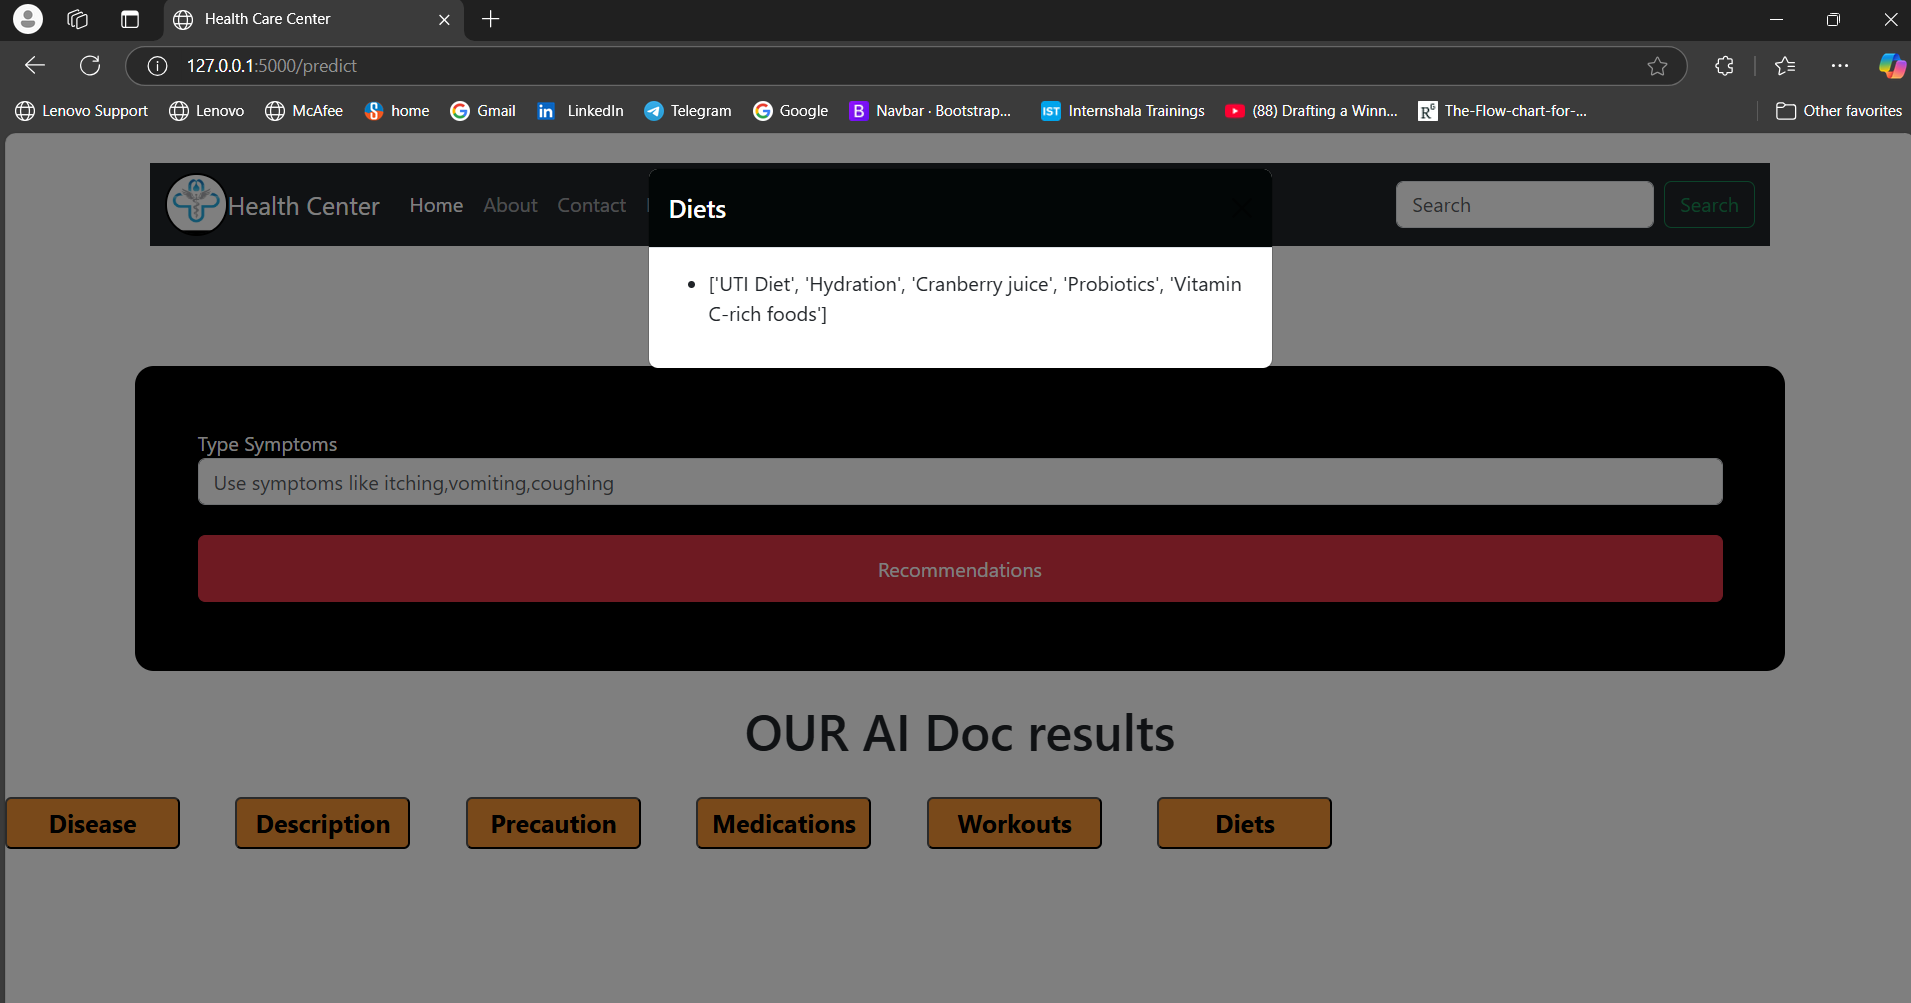 Health Care Center
127.0.0.1:5000/predict
Lenovo Support Lenovo McAfee home Gmail LinkedIn Telegram Google Navbar · Bootstrap... Internshala Trainings (88) Drafting a Winn... The-Flow-chart-for-... Other favorites
Health Center Home About Contact
Diets
Search Search
['UTI Diet', 'Hydration', 'Cranberry juice', 'Probiotics', 'Vitamin
C-rich foods']
Type Symptoms
Use symptoms like itching,vomiting,coughing
Recommendations
OUR AI Doc results
Disease Description Precaution Medications Workouts Diets